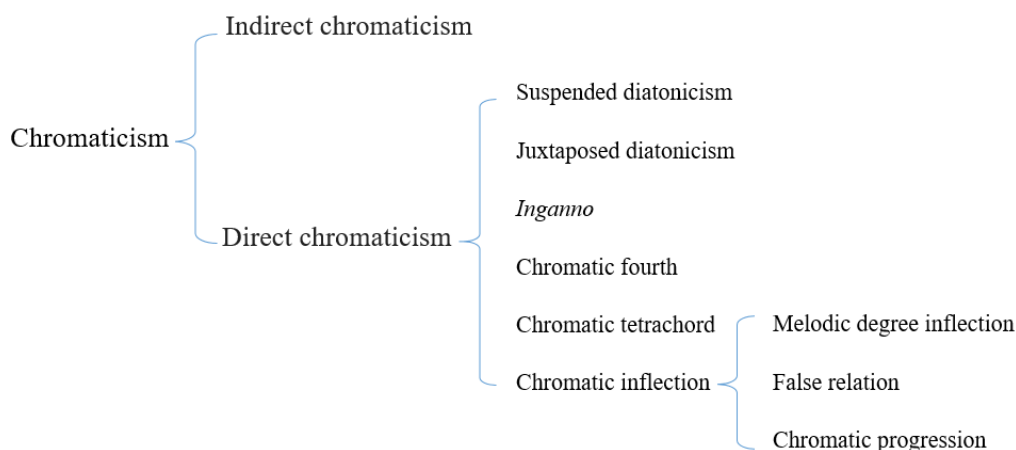 Chromaticism
Indirect chromaticism
Direct chromaticism
Suspended diatonicism
Juxtaposed diatonicism
Inganno
Chromatic fourth
Chromatic tetrachord
Chromatic inflection
Melodic degree inflection
False relation
Chromatic progression